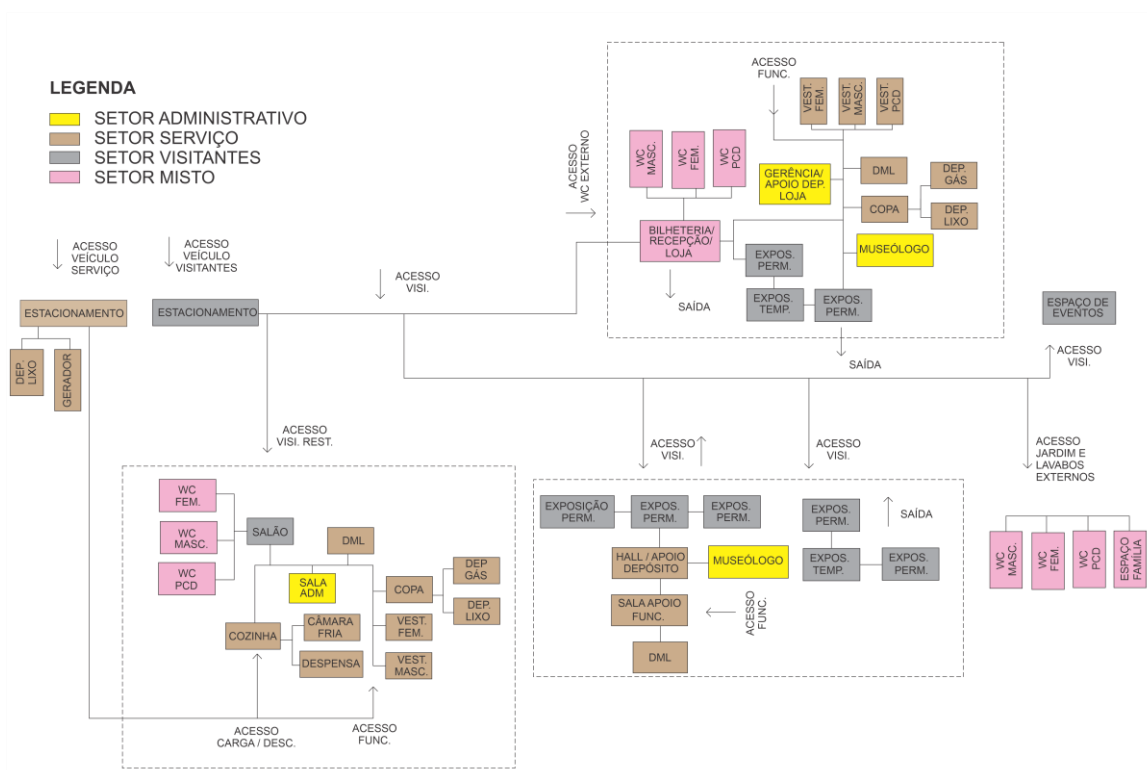 LEGENDA
SETOR ADMINISTRATIVO
SETOR SERVIÇO
SETOR VISITANTES
SETOR MISTO
ACESSO
VEÍCULO
SERVIÇO
ACESSO
VEÍCULO
VISITANTES
ACESSO
VISI.
ESTACIONAMENTO
ESTACIONAMENTO
DEP.
LIXO
GERADOR
ACESSO
WC EXTERNO
ACESSO
FUNC.
VEST.
FEM.
VEST.
MASC.
VEST.
PCD
WC
MASC.
WC
FEM.
WC
PCD
GERÊNCIA/
APOIO DEP.
LOJA
DML
COPA
DEP.
GÁS
DEP.
LIXO
BILHETERIA/
RECEPÇÃO/
LOJA
MUSEÓLOGO
EXPOS.
PERM.
EXPOS.
TEMP.
EXPOS.
PERM.
SAÍDA
SAÍDA
ESPAÇO DE
EVENTOS
ACESSO
VISI.
ACESSO
VISI. REST.
ACESSO
VISI.
ACESSO
VISI.
ACESSO
JARDIM E
LAVABOS
EXTERNOS
WC
FEM.
WC
MASC.
WC
PCD
SALÃO
DML
SALA
ADM
COPA
DEP
GÁS
DEP.
LIXO
COZINHA
CÂMARA
FRIA
DESPENSA
VEST.
FEM.
VEST.
MASC.
ACESSO
CARGA / DESC.
ACESSO
FUNC.
EXPOSIÇÃO
PERM.
EXPOS.
PERM.
EXPOS.
PERM.
HALL / APOIO
DEPÓSITO
MUSEÓLOGO
SALA APOIO
FUNC.
ACESSO
FUNC.
DML
EXPOS.
PERM.
SAÍDA
EXPOS.
TEMP.
EXPOS.
PERM.
WC
MASC.
WC
FEM.
WC
PCD
ESPAÇO
FAMÍLIA